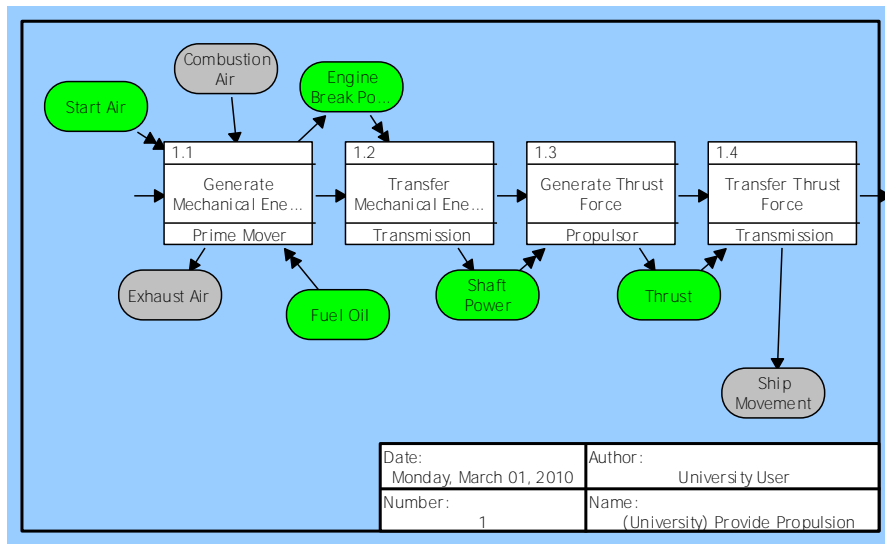 Combustion
Air
Engine
Break Po...
Start Air
1.1
Generate
Mechanical Ene...
Prime Mover
1.2
Transfer
Mechanical Ene...
Transmission
1.3
Generate Thrust
Force
Propulsor
1.4
Transfer Thrust
Force
Transmission
Exhaust Air
Fuel Oil
Shaft
Power
Thrust
Ship
Movement
Date:
Monday, March 01, 2010
Author:
University User
Number:
1
Name:
(University) Provide Propulsion